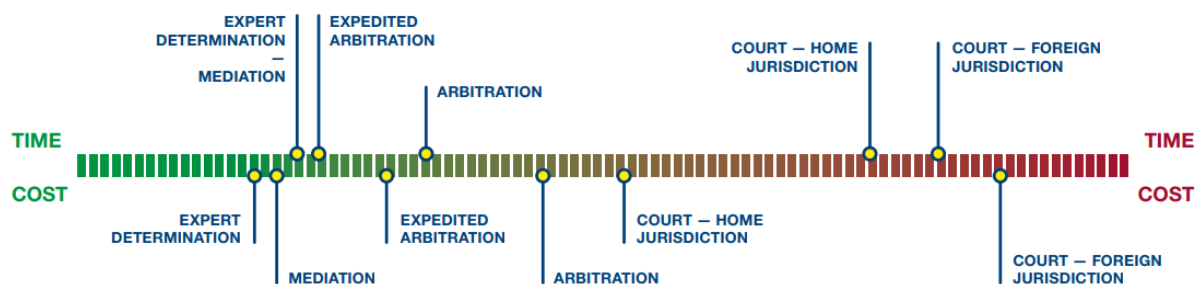 EXPERT
DETERMINATION
—
MEDIATION
EXPEDITED
ARBITRATION
ARBITRATION
COURT — HOME
JURISDICTION
COURT — FOREIGN
JURISDICTION
TIME
TIME
COST
COST
EXPERT
DETERMINATION
MEDIATION
EXPEDITED
ARBITRATION
ARBITRATION
COURT — HOME
JURISDICTION
COURT — FOREIGN
JURISDICTION